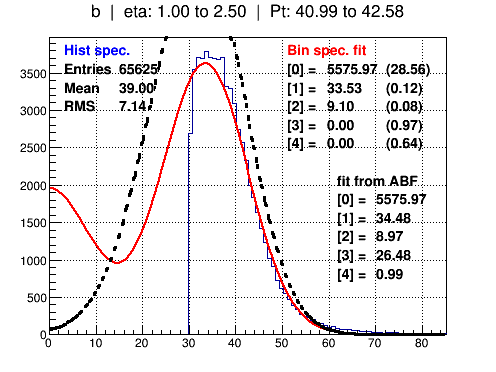 b | eta: 1.00 to 2.50 | Pt: 40.99 to 42.58
Hist spec.
Entries 65625
Mean 39.00
RMS 7.147
Bin spec. fit
[0] = 5575.97 (28.56)
[1] = 33.53 (0.12)
[2] = 9.10 (0.08)
[3] = 0.00 (0.97)
[4] = 0.00 (0.64)
fit from ABF
[0] = 5575.97
[1] = 34.48
[2] = 8.97
[3] = 26.48
[4] = 0.99
3500
3000
2500
2000
1500
1000
500
0
0 10 20 30 40 50 60 70 80